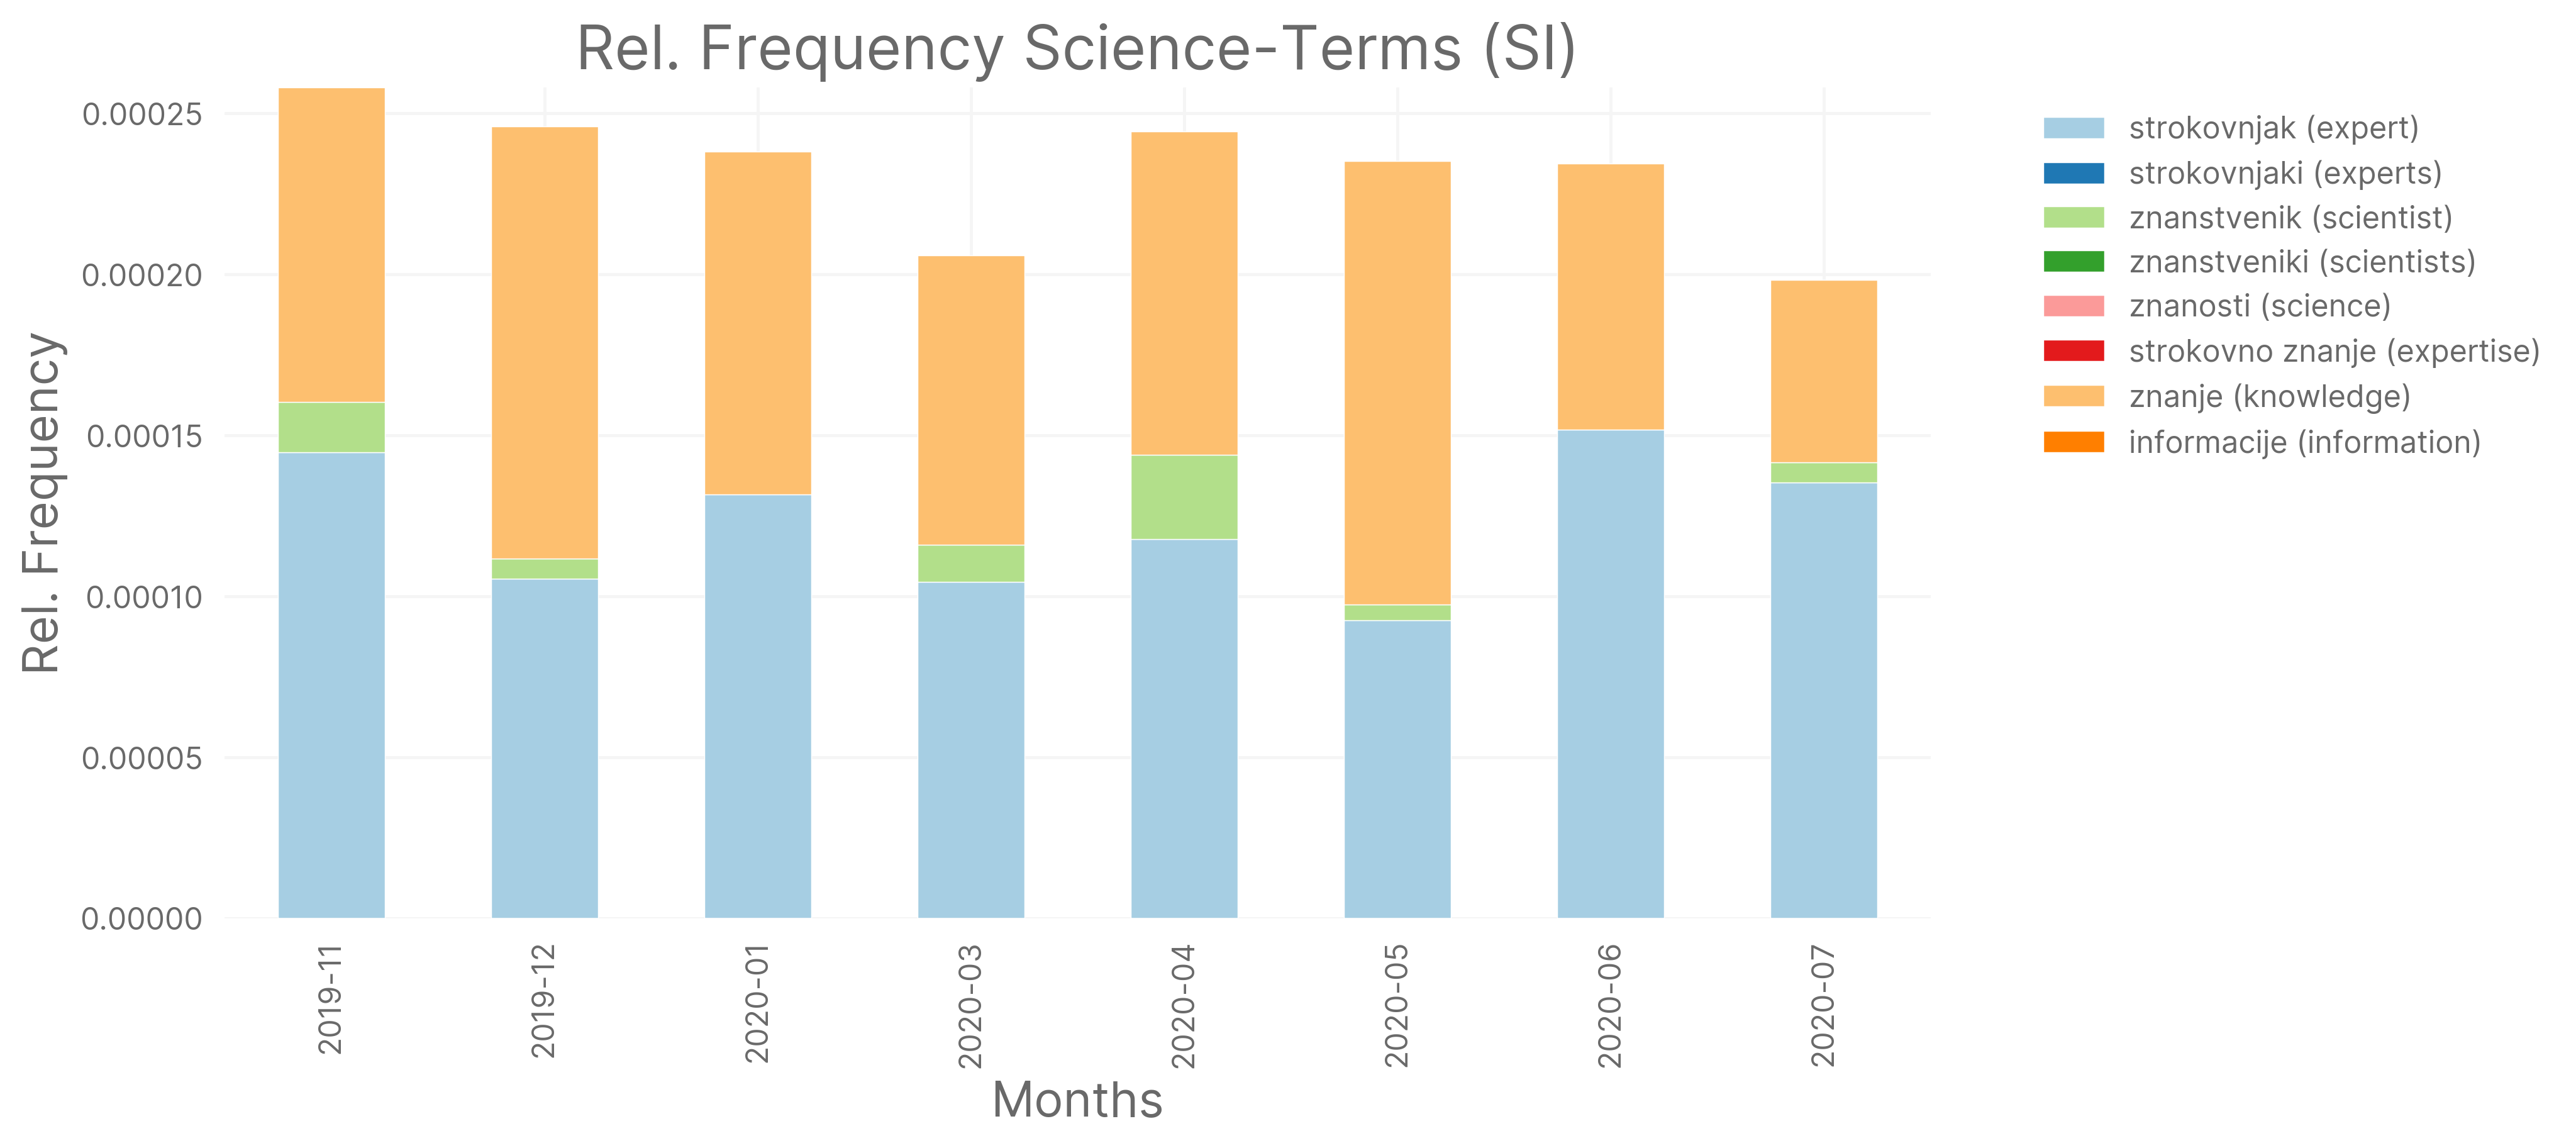 Rel. Frequency Science-Terms (SI)
Rel. Frequency
0.00025
0.00020
0.00015
0.00010
0.00005
0.00000
2019-11
2019-12
2020-01
2020-03
2020-04
2020-05
2020-06
2020-07
Months
strokovnjak (expert)
strokovnjaki (experts)
znanstvenik (scientist)
znanstveniki (scientists)
znanosti (science)
strokovno znanje (expertise)
znanje (knowledge)
informacije (information)